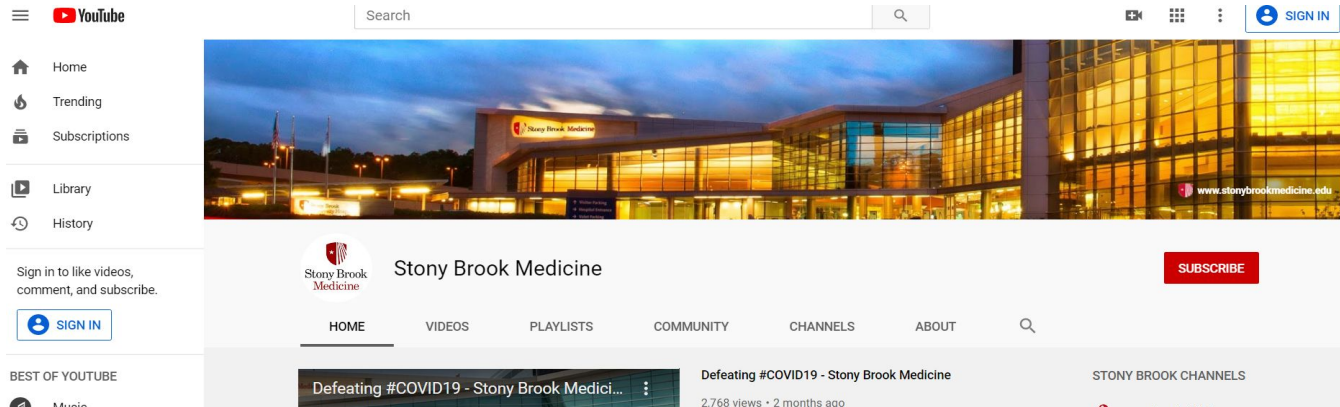 YouTube
Search
SIGN IN
Home
Trending
Subscriptions
Library
History
Sign in to like videos,
comment, and subscribe.
SIGN IN
BEST OF YOUTUBE
Music
Stony Brook Medicine
www.stonybrookmedicine.edu
Stony Brook
Medicine
Stony Brook Medicine
SUBSCRIBE
HOME
VIDEOS
PLAYLISTS
COMMUNITY
CHANNELS
ABOUT
Defeating #COVID19 - Stony Brook Medici...
Defeating #COVID19 - Stony Brook Medicine
2,768 views • 2 months ago
STONY BROOK CHANNELS